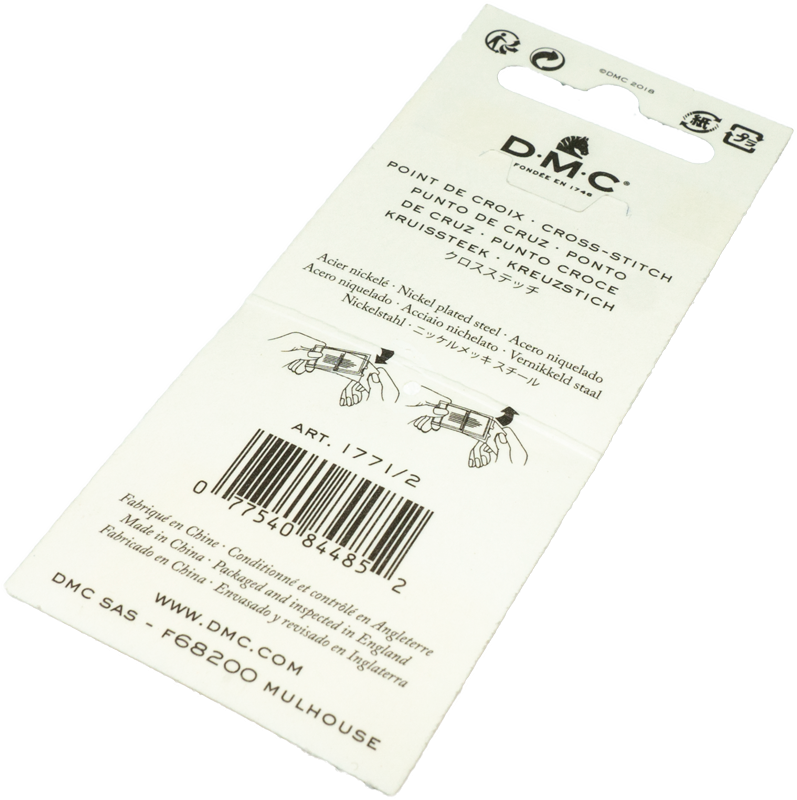 ©DMC 2018
紙
プラ
D·M·C®
FONDÉE EN 1746
POINT DE CROIX · CROSS-STITCH
PUNTO DE CRUZ · PONTO
DE CRUZ · PUNTO CROCE
KRUISSTEEK · KREUZSTICH
クロスステッチ
Acier nickelé · Nickel plated steel · Acero niquelado
Acero niquelado · Acciaio nichelato · Vernikkeld staal
Nickelstahl · ニッケルメッキ スチール
ART. 1771/2
0 77540 84485 2
Fabriqué en Chine · Conditionné et contrôlé en Angleterre
Made in China · Packaged and inspected in England
Fabricado en China · Envasado y revisado en Inglaterra
WWW.DMC.COM
DMC SAS – F68200 MULHOUSE